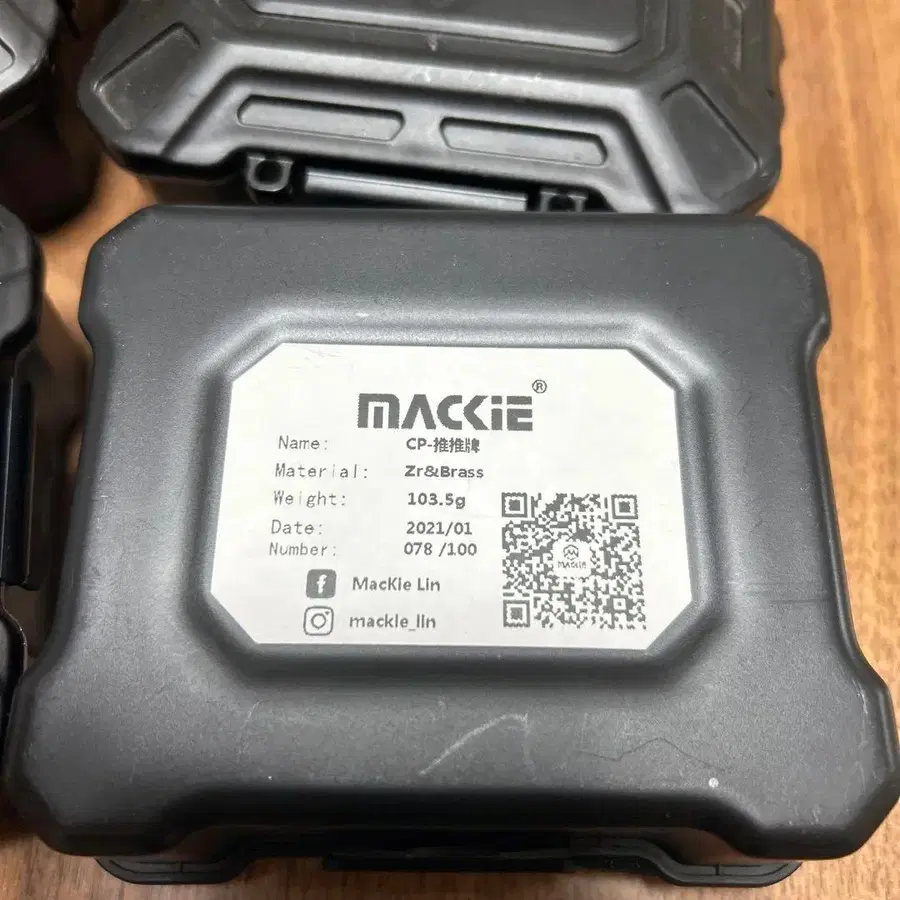 MACKiE®
Name: CP-推推牌
Material: Zr&Brass
Weight: 103.5g
Date: 2021/01
Number: 078 /100
MacKie Lin
mackie_lin
MACKiE